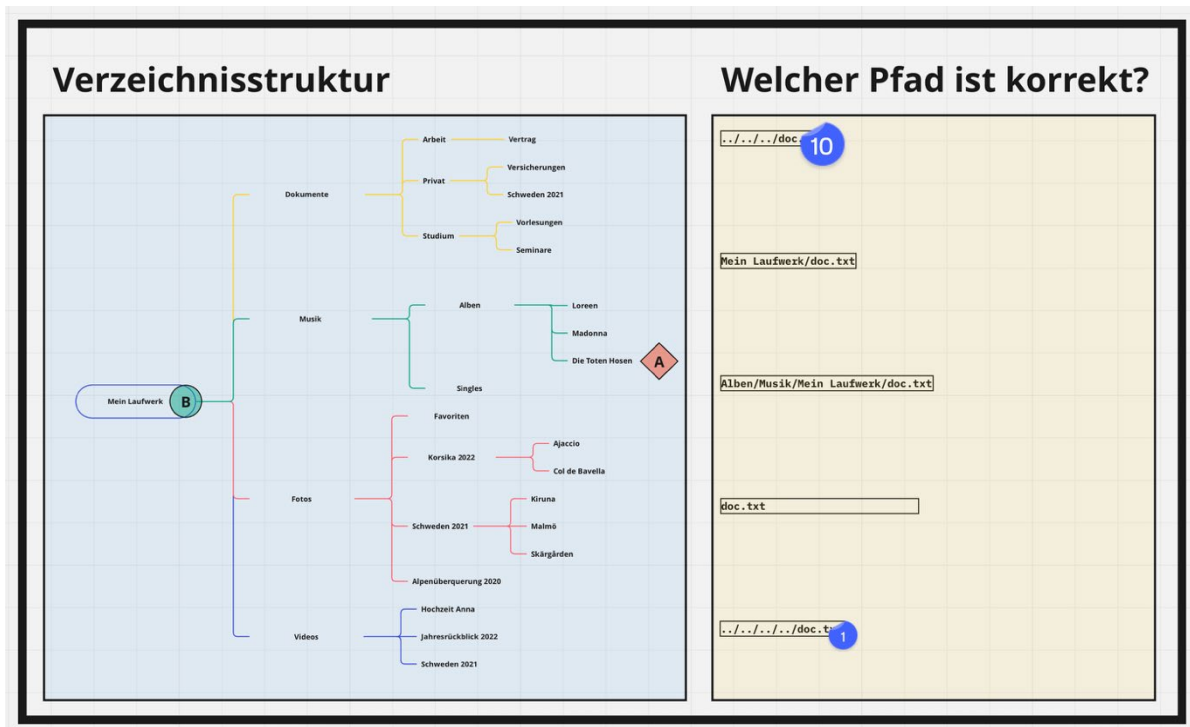 Verzeichnisstruktur
Welcher Pfad ist korrekt?
Mein Laufwerk
B
Dokumente
Arbeit
Vertrag
Privat
Versicherungen
Schweden 2021
Studium
Vorlesungen
Seminare
Musik
Alben
Loreen
Madonna
Die Toten Hosen
A
Singles
Fotos
Favoriten
Korsika 2022
Ajaccio
Col de Bavella
Schweden 2021
Kiruna
Malmö
Skärgården
Alpenüberquerung 2020
Videos
Hochzeit Anna
Jahresrückblick 2022
Schweden 2021
../../../doc.
10
Mein Laufwerk/doc.txt
Alben/Musik/Mein Laufwerk/doc.txt
doc.txt
../../../../doc.t
1